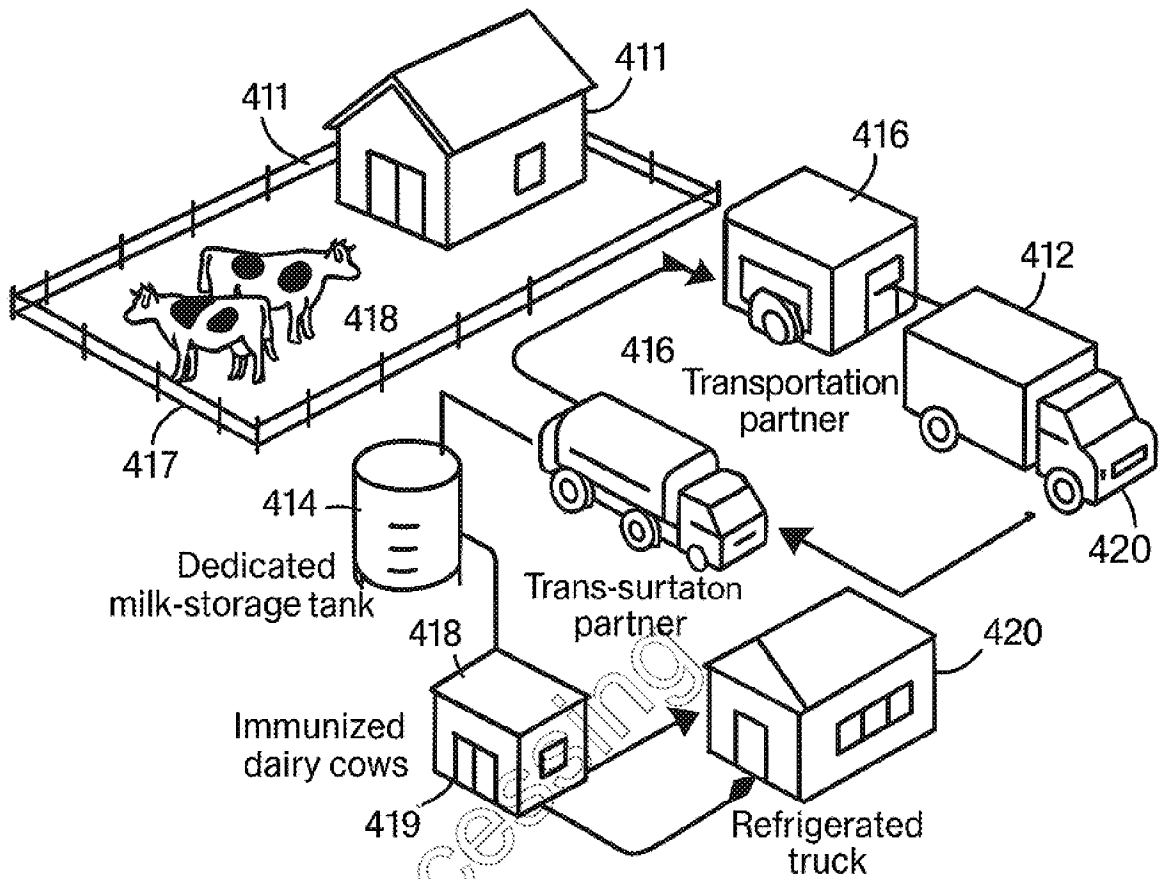 411
411
416
412
418
416
Transportation
partner
417
414
420
Dedicated
milk-storage tank
Trans-surtaton
partner
418
420
Immunized
dairy cows
419
Refrigerated
truck
cessing